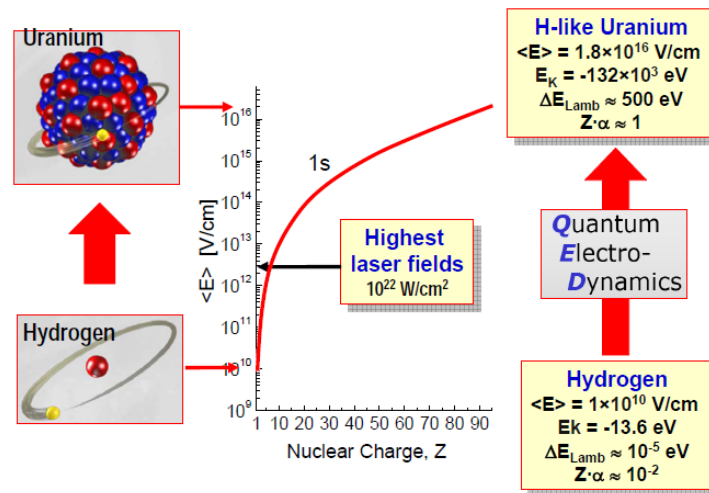 Uranium
Hydrogen
<E> [V/cm]
10¹⁶
10¹⁵
10¹⁴
10¹³
10¹²
10¹¹
10¹⁰
10⁹
1s
Highest
laser fields
10²² W/cm²
1 10 20 30 40 50 60 70 80 90
Nuclear Charge, Z
H-like Uranium
<E> = 1.8×10¹⁶ V/cm
E_K = -132×10³ eV
ΔE_Lamb ≈ 500 eV
Z·α ≈ 1
Quantum
Electro-
Dynamics
Hydrogen
<E> = 1×10¹⁰ V/cm
Ek = -13.6 eV
ΔE_Lamb ≈ 10⁻⁵ eV
Z·α ≈ 10⁻²